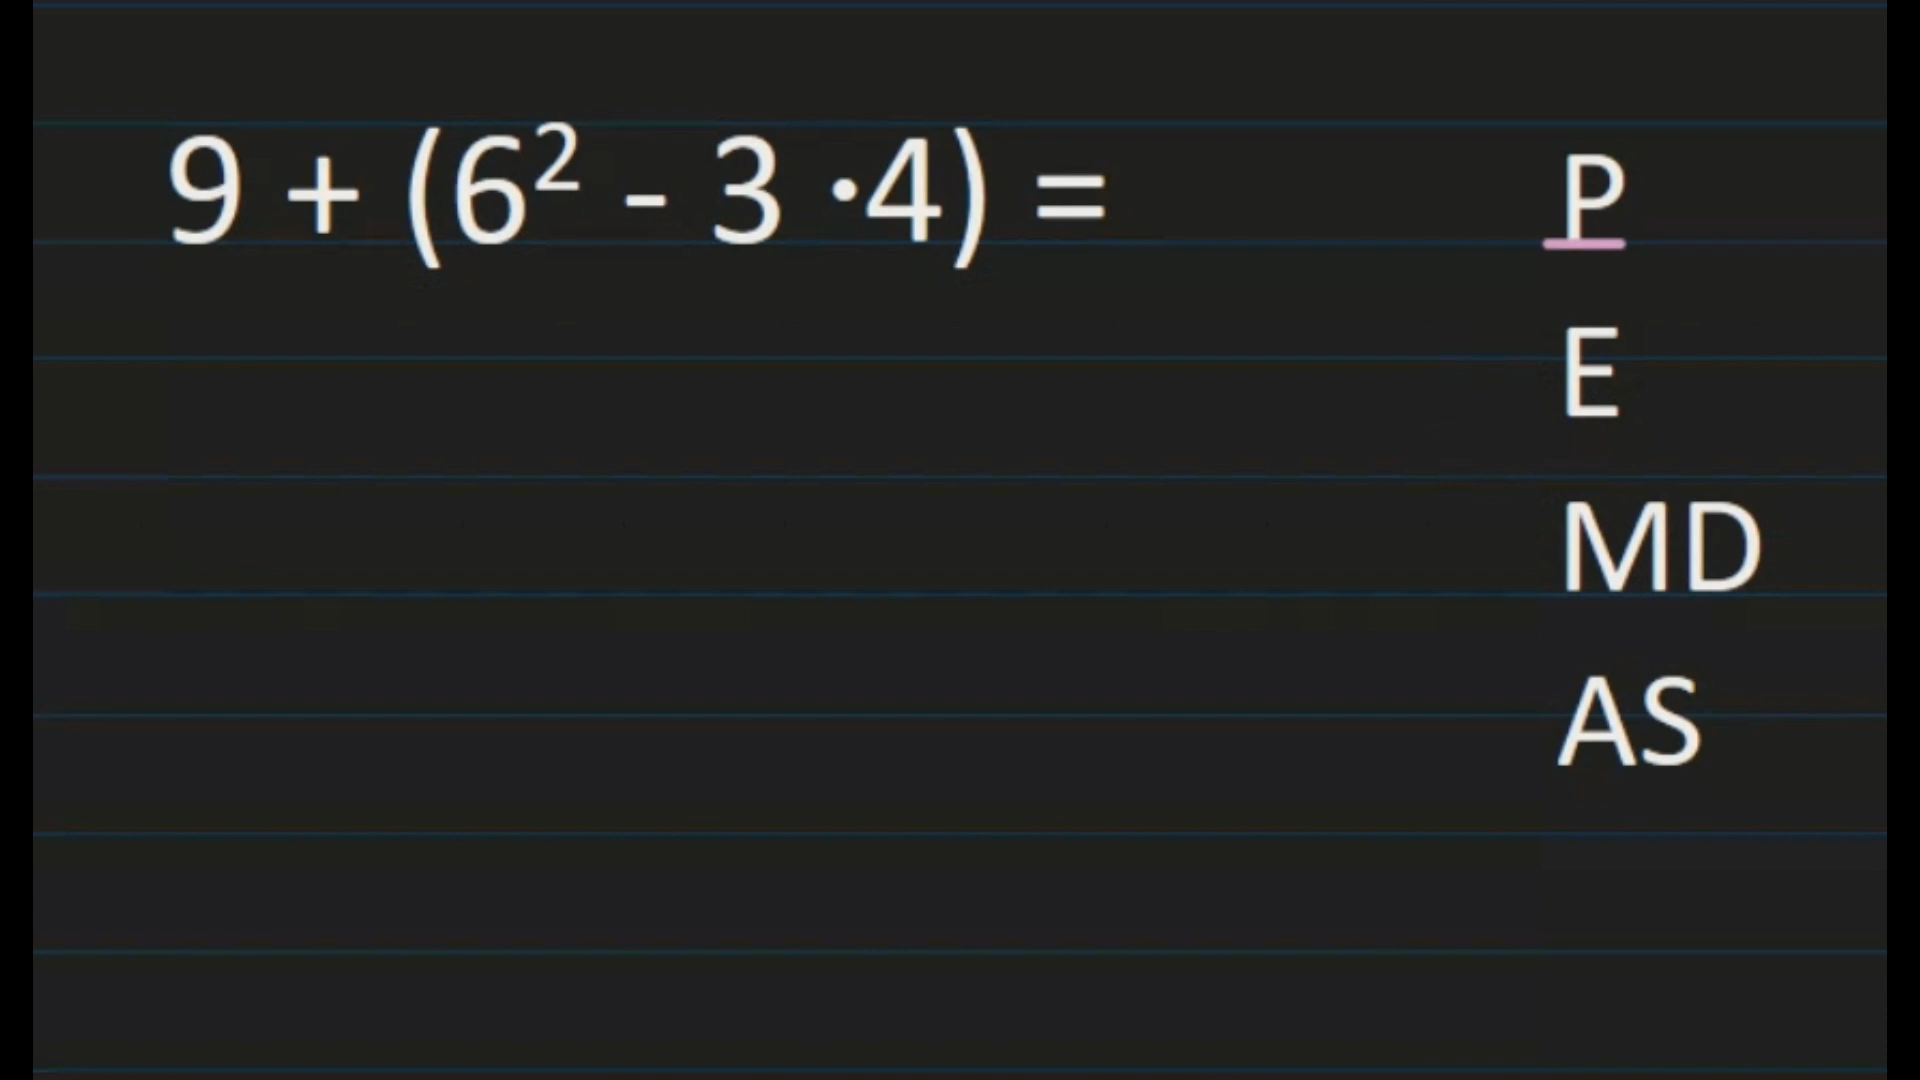 9 + (6² - 3 ·4) =
P
E
MD
AS